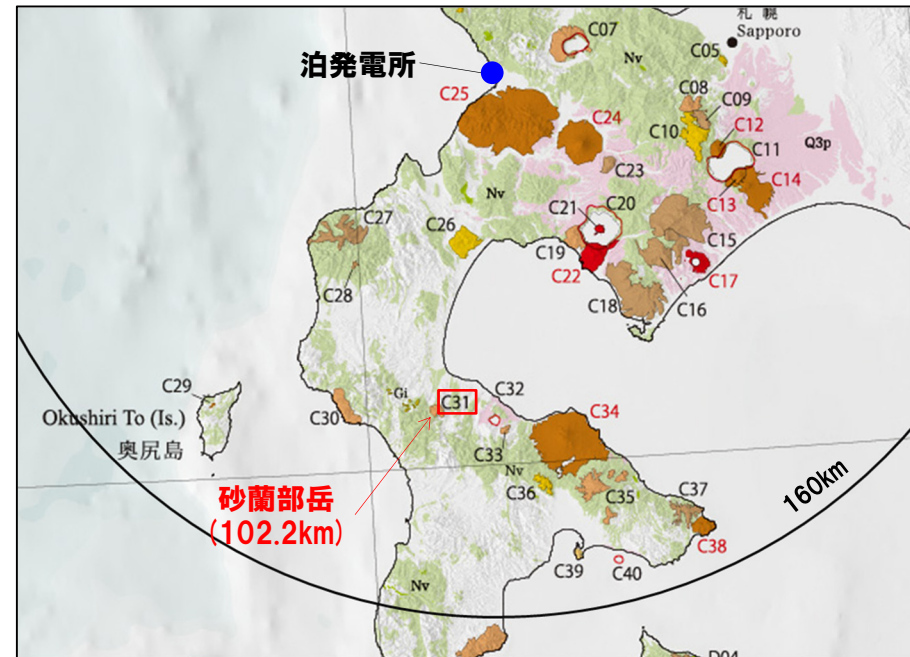 札幌
Sapporo
C07
Nv
C05
泊発電所
C25
C24
C08
C09
C10
C12
C11
Q3p
C23
C14
C13
Nv
C21
C20
C27
C26
C19
C15
C22
C17
C28
C16
C18
C29
Gi
C31
C32
C34
Okushiri To (Is.)
奥尻島
C30
C33
Nv
C36
C35
C37
砂蘭部岳
(102.2km)
160km
C38
C39
C40
Nv
D04